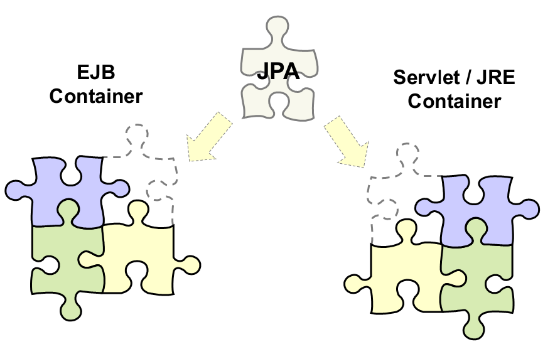 JPA
EJB
Container
Servlet / JRE
Container